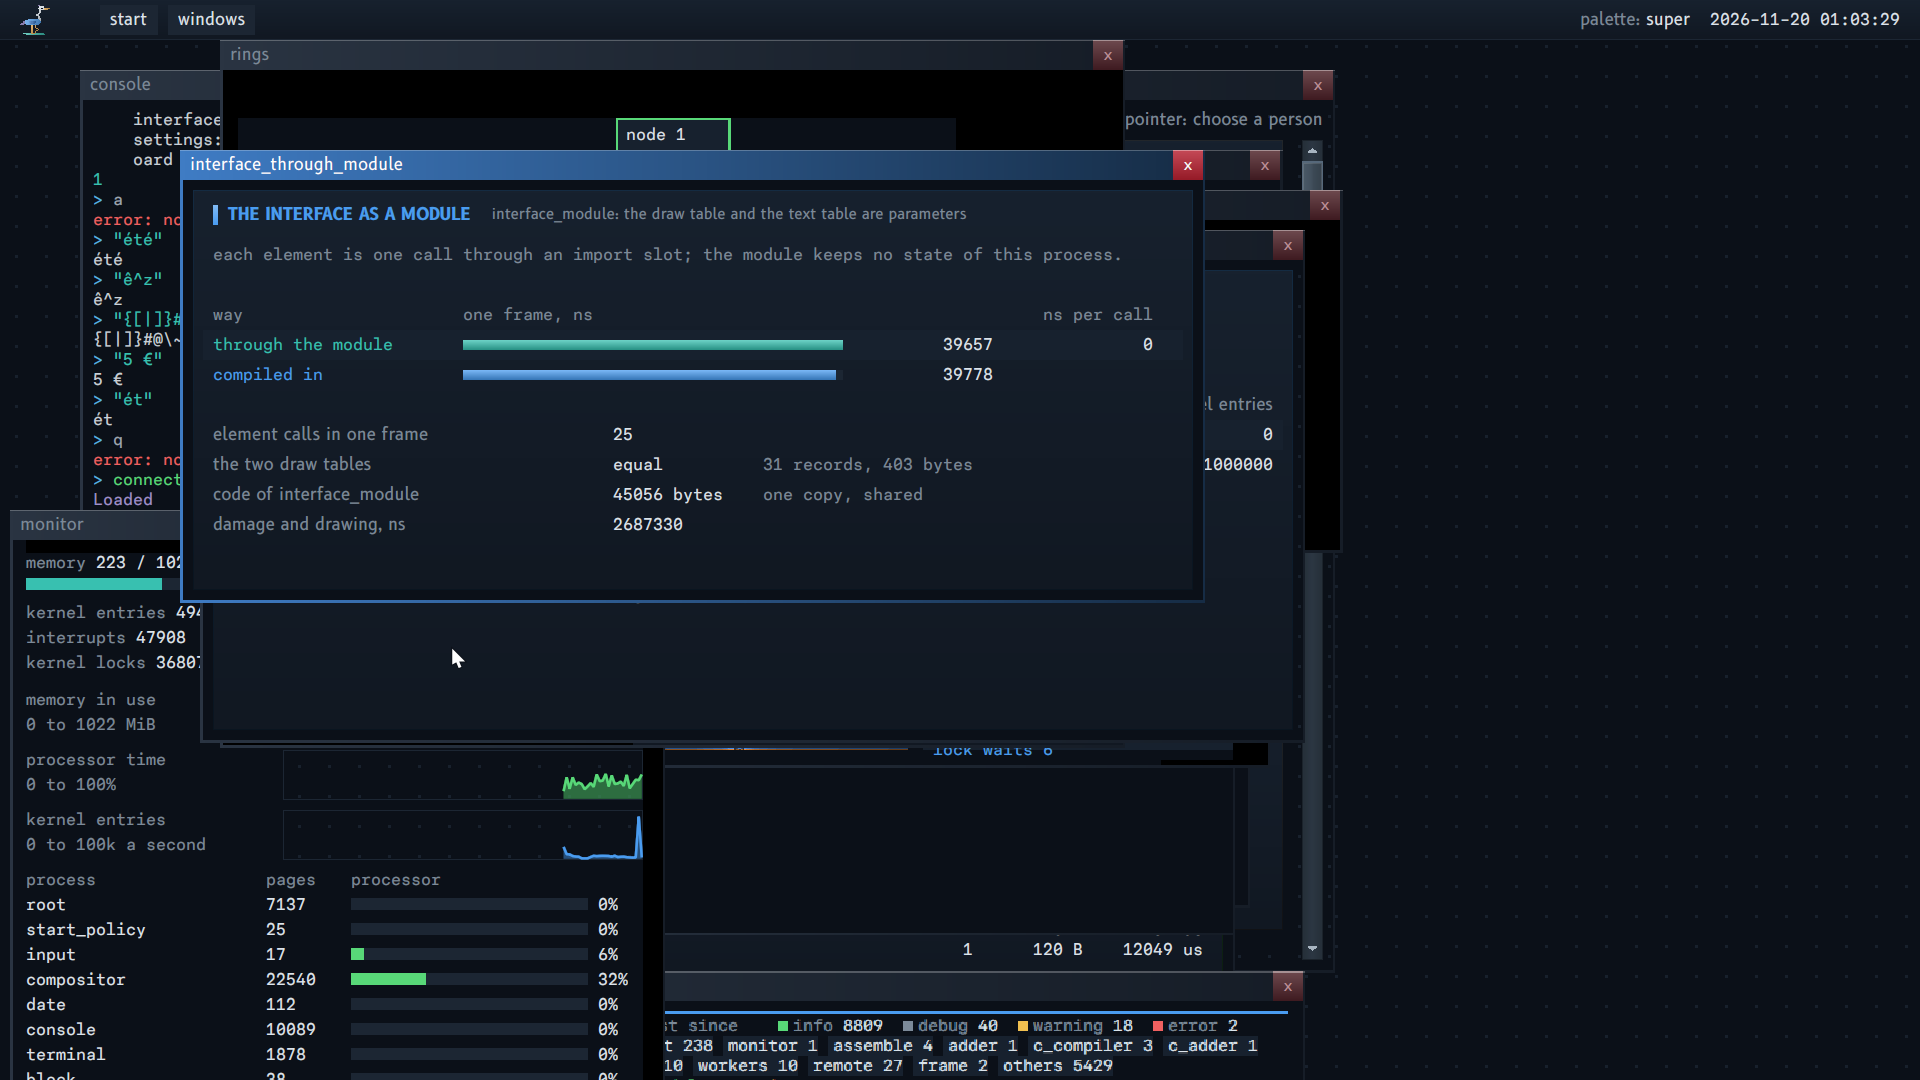 start windows palette: super 2026-11-20 01:03:29
rings x
console x
interface pointer: choose a person
settings:
node 1
oard
interface_through_module x x
1
> a
x
error: no
THE INTERFACE AS A MODULE interface_module: the draw table and the text table are parameters
> "été"
x
été
each element is one call through an import slot; the module keeps no state of this process.
> "ê^z"
ê^z
way one frame, ns ns per call
> "{[|]}#
{[|]}#@\~
through the module 39657 0
> "5 €"
compiled in 39778
5 €
> "ét"
entries
ét
element calls in one frame 25 0
> q
error: no
the two draw tables equal 31 records, 403 bytes 1000000
> connect
code of interface_module 45056 bytes one copy, shared
Loaded
monitor
damage and drawing, ns 2687330
memory 223 / 102
kernel entries 494
interrupts 47908
kernel locks 36807
memory in use
0 to 1022 MiB
lock waits 6
processor time
0 to 100%
kernel entries
0 to 100k a second
process pages processor
root 7137 0%
start_policy 25 0%
input 17 6%
1 120 B 12049 us
compositor 22540 32%
x
date 112 0%
console 10089 0%
st since info 8809 debug 40 warning 18 error 2
terminal 1878 0%
t 238 monitor 1 assemble 4 adder 1 c_compiler 3 c_adder 1
10 workers 10 remote 27 frame 2 others 5429
block 38 0%